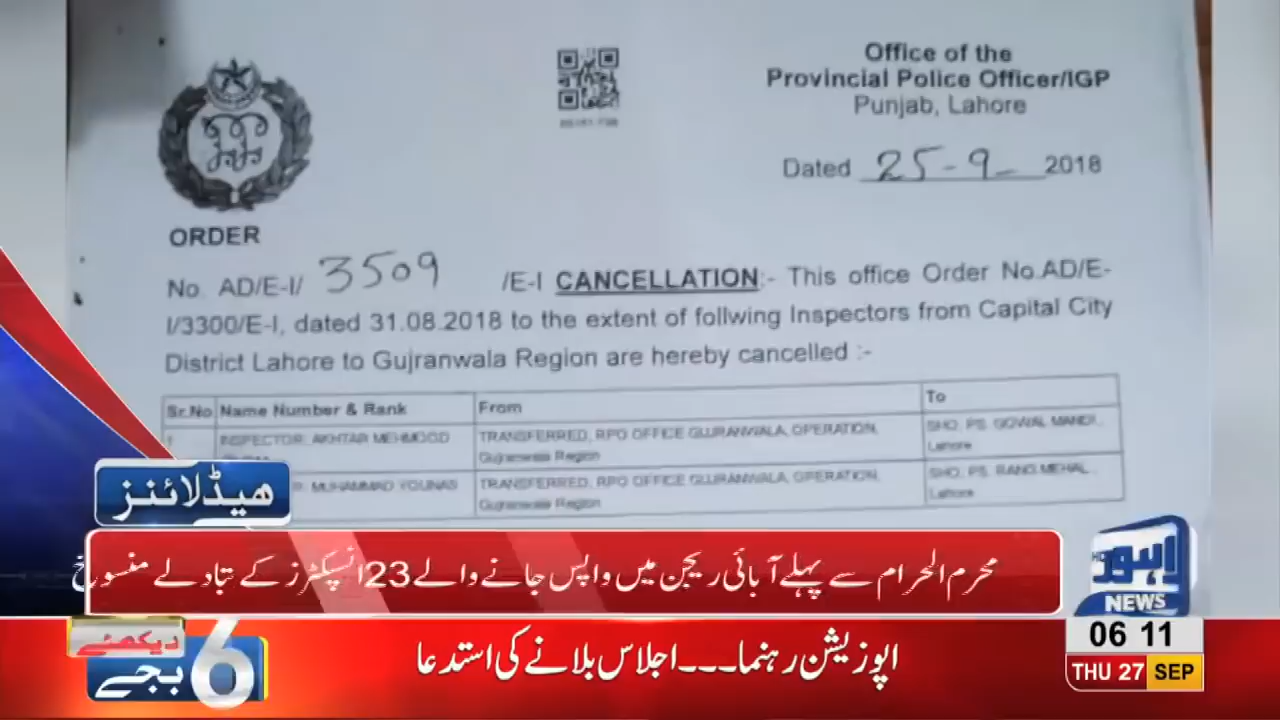 Office of the
Provincial Police Officer/IGP
Punjab, Lahore
Dated 25-9- 2018
ORDER
No. AD/E-I/ 3509 /E-I CANCELLATION:- This office Order No.AD/E-
I/3300/E-I, dated 31.08.2018 to the extent of follwing Inspectors from Capital City
District Lahore to Gujranwala Region are hereby cancelled :-
Sr.No Name Number & Rank From To
1 INSPECTOR, AKHTAR MEHMOOD TRANSFERRED, RPO OFFICE GUJRANWALA, OPERATION, SHO, PS, GOWAL MANDI,
Gujranwala Region Lahore
MUHAMMAD YOUNAS TRANSFERRED, RPO OFFICE GUJRANWALA, OPERATION, SHO, PS, RANG MEHAL,
Gujranwala Region Lahore
ہیڈلائنز
محرم الحرام سے پہلے آبائی ریجن میں واپس جانے والے 23 انسپکٹرز کے تبادلے منسوخ
لاہور
HD
NEWS
اپوزیشن رہنما۔۔۔اجلاس بلانے کی استدعا
دیکھئے
6 بجے
06 11
THU 27 SEP